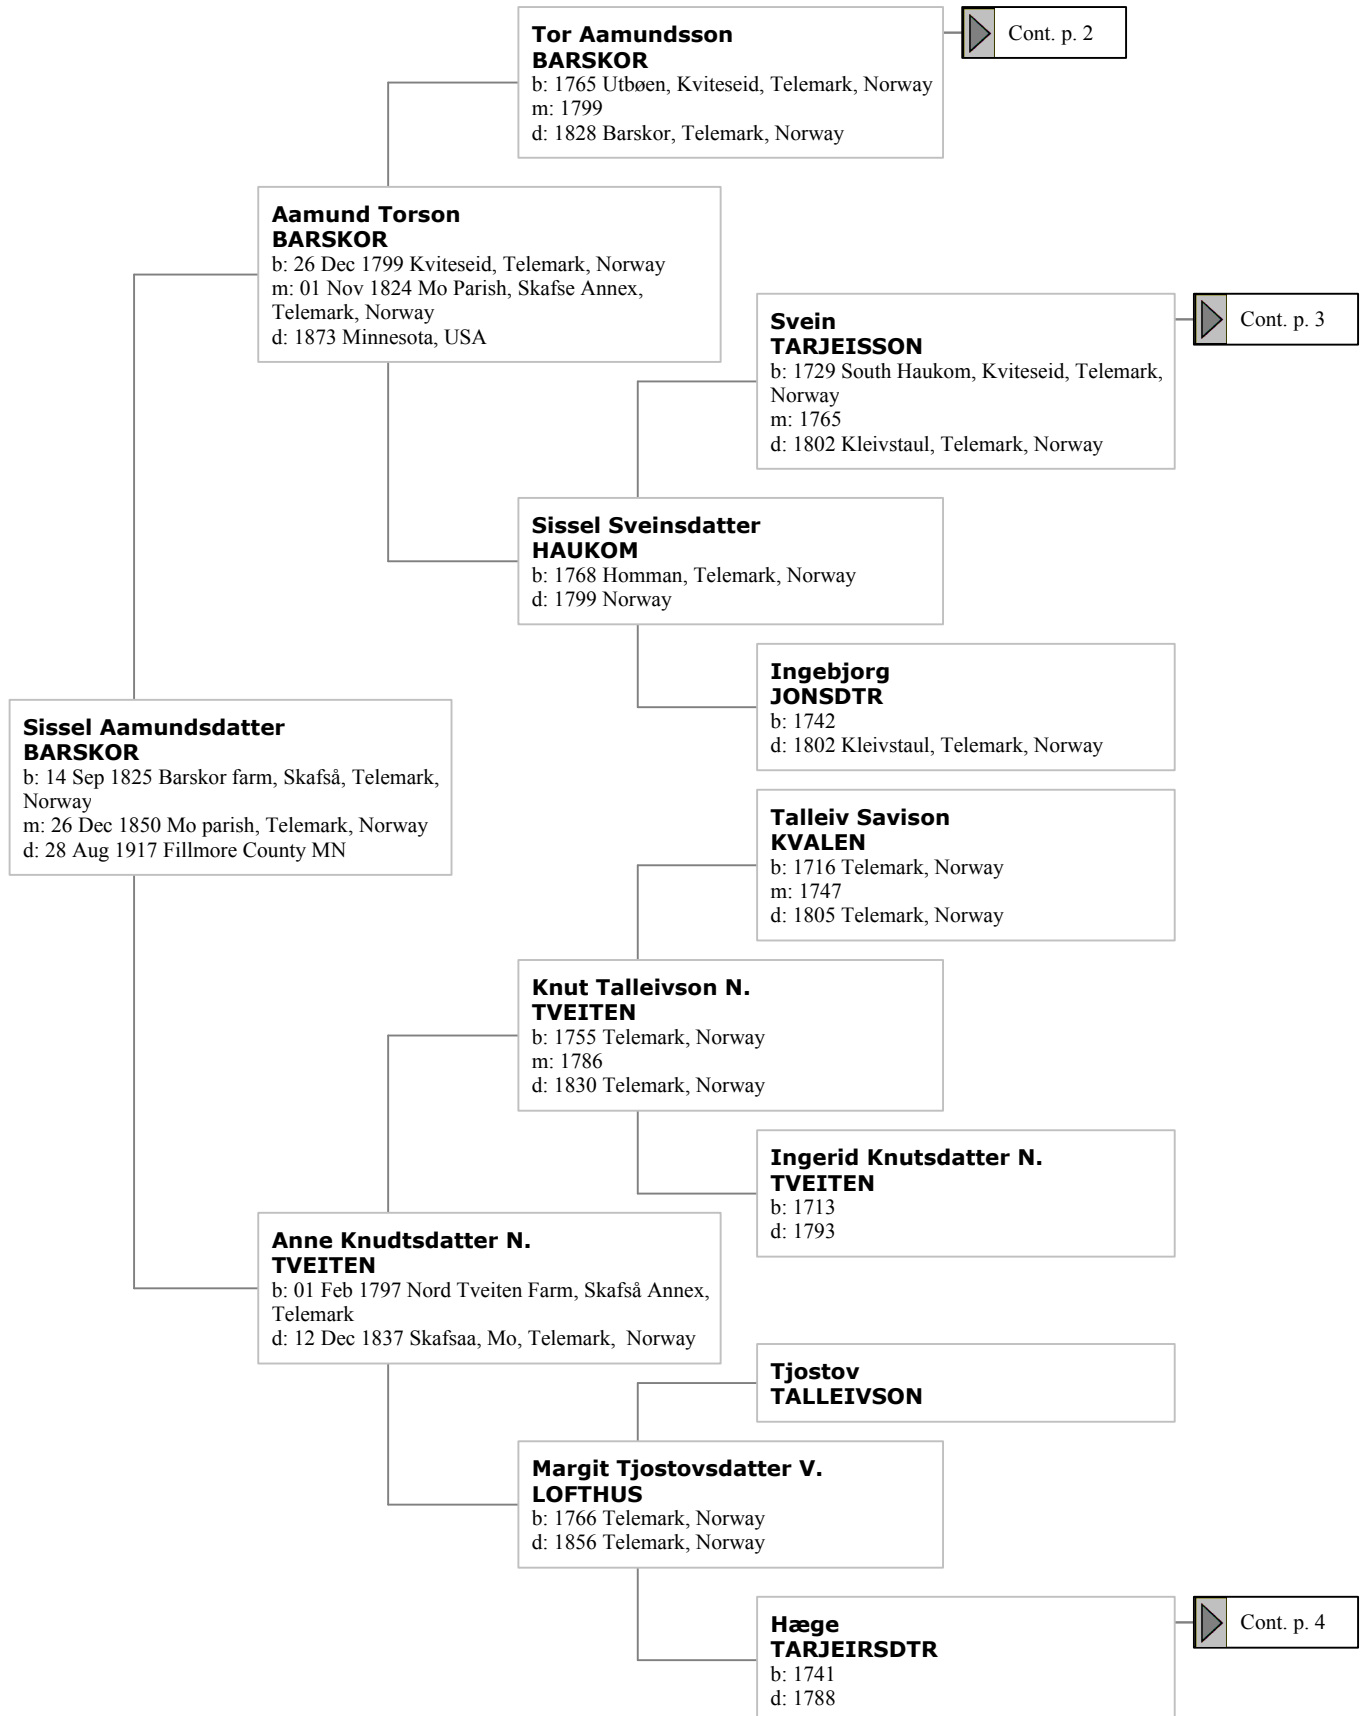 Tor Aamundsson
BARSKOR
b: 1765 Utbøen, Kviteseid, Telemark, Norway
m: 1799
d: 1828 Barskor, Telemark, Norway
Cont. p. 2
Aamund Torson
BARSKOR
b: 26 Dec 1799 Kviteseid, Telemark, Norway
m: 01 Nov 1824 Mo Parish, Skafse Annex,
Telemark, Norway
d: 1873 Minnesota, USA
Svein
TARJEISSON
b: 1729 South Haukom, Kviteseid, Telemark,
Norway
m: 1765
d: 1802 Kleivstaul, Telemark, Norway
Cont. p. 3
Sissel Sveinsdatter
HAUKOM
b: 1768 Homman, Telemark, Norway
d: 1799 Norway
Ingebjorg
JONSDTR
b: 1742
d: 1802 Kleivstaul, Telemark, Norway
Sissel Aamundsdatter
BARSKOR
b: 14 Sep 1825 Barskor farm, Skafså, Telemark,
Norway
m: 26 Dec 1850 Mo parish, Telemark, Norway
d: 28 Aug 1917 Fillmore County MN
Talleiv Savison
KVALEN
b: 1716 Telemark, Norway
m: 1747
d: 1805 Telemark, Norway
Knut Talleivson N.
TVEITEN
b: 1755 Telemark, Norway
m: 1786
d: 1830 Telemark, Norway
Ingerid Knutsdatter N.
TVEITEN
b: 1713
d: 1793
Anne Knudtsdatter N.
TVEITEN
b: 01 Feb 1797 Nord Tveiten Farm, Skafså Annex,
Telemark
d: 12 Dec 1837 Skafsaa, Mo, Telemark, Norway
Tjostov
TALLEIVSON
Margit Tjostovsdatter V.
LOFTHUS
b: 1766 Telemark, Norway
d: 1856 Telemark, Norway
Hæge
TARJEIRSDTR
b: 1741
d: 1788
Cont. p. 4